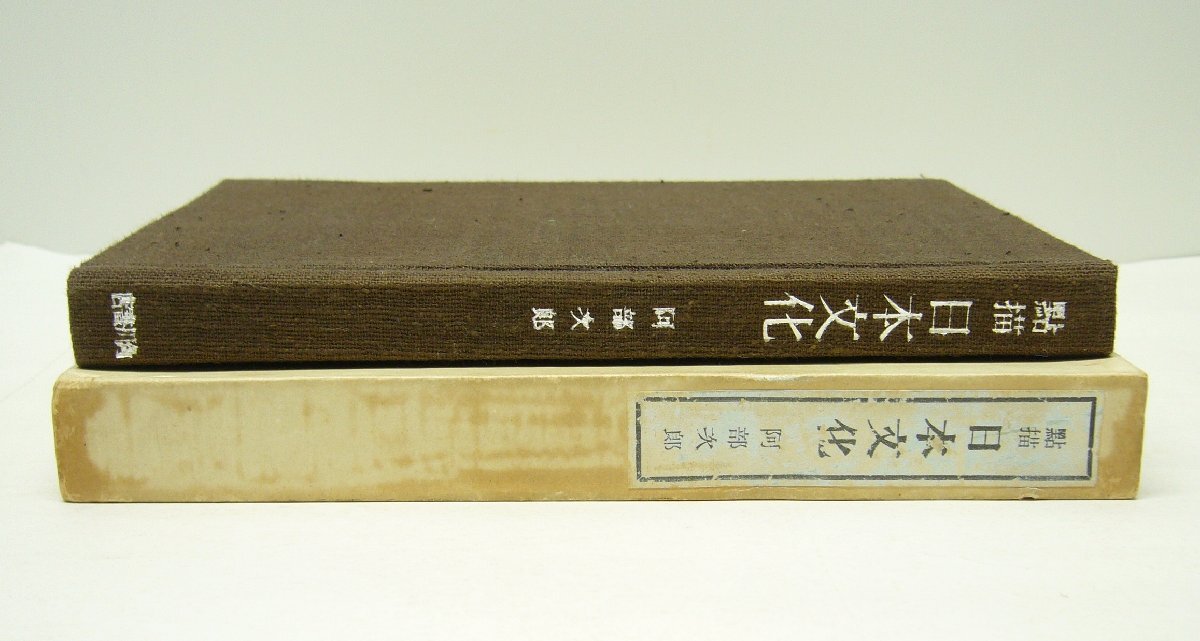 點描
日本文化
阿部次郎
角川書店
點描
日本文化
阿部次郎